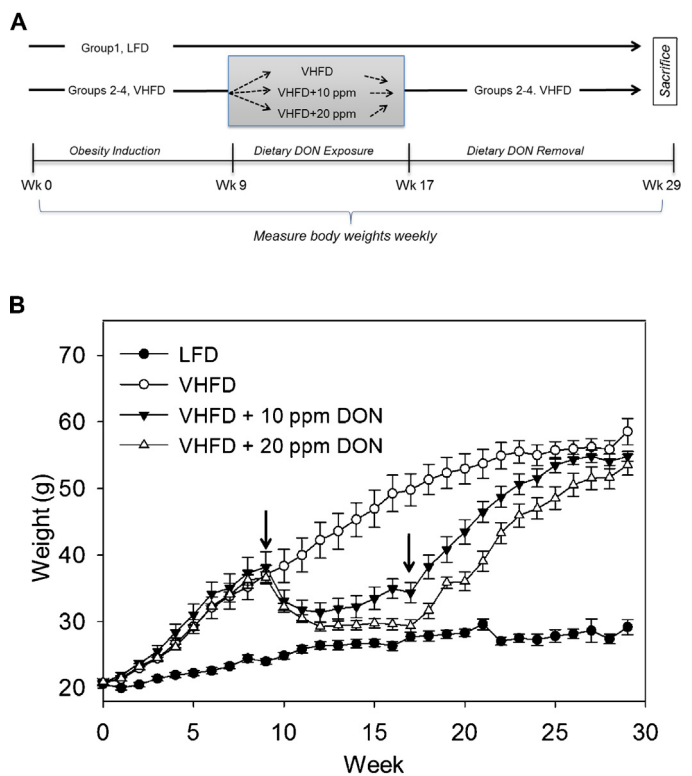 A
Group1, LFD
Groups 2-4, VHFD
VHFD
VHFD+10 ppm
VHFD+20 ppm
Groups 2-4. VHFD
Sacrifice
Obesity Induction
Dietary DON Exposure
Dietary DON Removal
Wk 0
Wk 9
Wk 17
Wk 29
Measure body weights weekly
B
LFD
VHFD
VHFD + 10 ppm DON
VHFD + 20 ppm DON
Weight (g)
70
60
50
40
30
20
0 5 10 15 20 25 30
Week